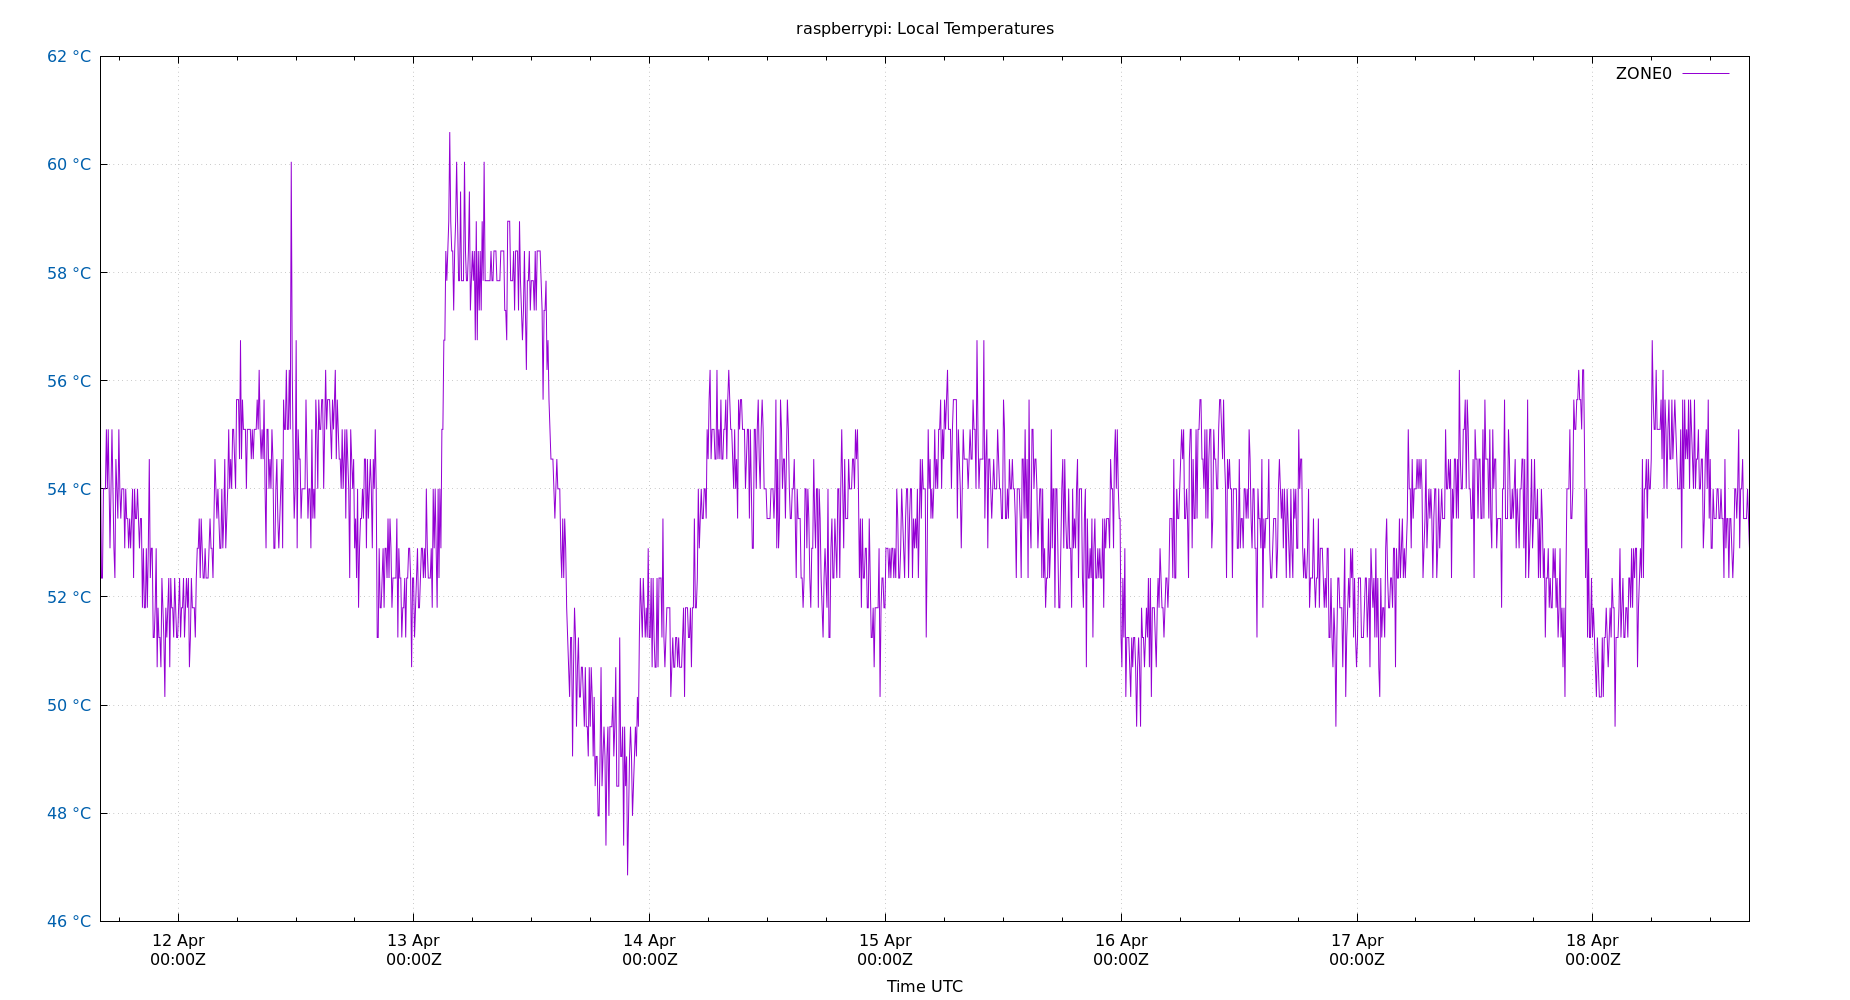 raspberrypi: Local Temperatures
ZONE0
62 °C
60 °C
58 °C
56 °C
54 °C
52 °C
50 °C
48 °C
46 °C
12 Apr 13 Apr 14 Apr 15 Apr 16 Apr 17 Apr 18 Apr
00:00Z 00:00Z 00:00Z 00:00Z 00:00Z 00:00Z 00:00Z
Time UTC